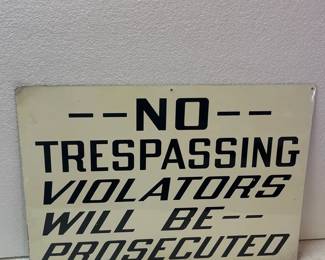 --NO--
TRESPASSING
VIOLATORS
WILL BE--
PROSECUTED